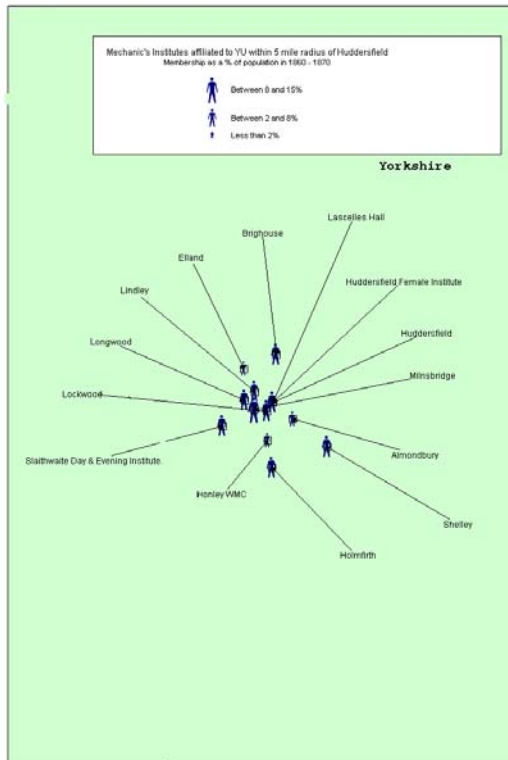 Mechanic's Institutes affiliated to YU within 5 mile radius of Huddersfield
Membership as a % of population in 1860 - 1870
Between 8 and 15%
Between 2 and 8%
Less than 2%
Yorkshire
Lascelles Hall
Brighouse
Elland
Huddersfield Female Institute
Lindley
Huddersfield
Longwood
Milnsbridge
Lockwood
Almondbury
Slaithwaite Day & Evening Institute.
Honley WMC
Shelley
Holmfirth